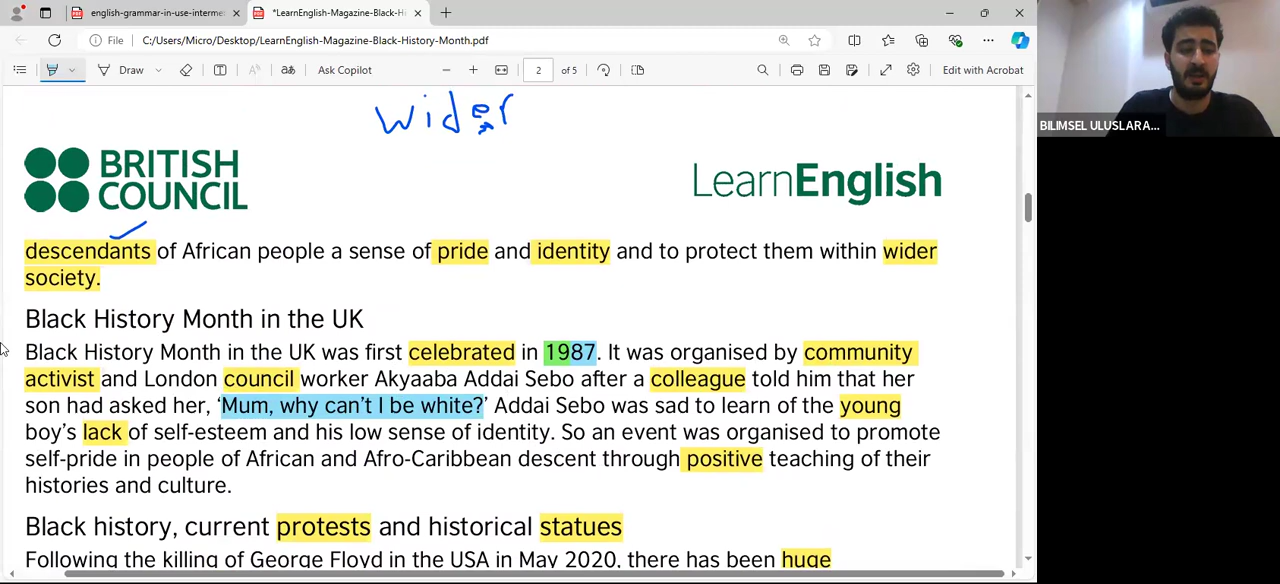 english-grammar-in-use-interme
*LearnEnglish-Magazine-Black-Hi
File
C:/Users/Micro/Desktop/LearnEnglish-Magazine-Black-History-Month.pdf
Draw
Ask Copilot
2
of 5
Edit with Acrobat
wider
BRITISH
COUNCIL
LearnEnglish
descendants of African people a sense of pride and identity and to protect them within wider
society.
Black History Month in the UK
Black History Month in the UK was first celebrated in 1987. It was organised by community
activist and London council worker Akyaaba Addai Sebo after a colleague told him that her
son had asked her, ‘Mum, why can’t I be white?’ Addai Sebo was sad to learn of the young
boy’s lack of self-esteem and his low sense of identity. So an event was organised to promote
self-pride in people of African and Afro-Caribbean descent through positive teaching of their
histories and culture.
Black history, current protests and historical statues
Following the killing of George Floyd in the USA in May 2020, there has been huge
BILIMSEL ULUSLARA...